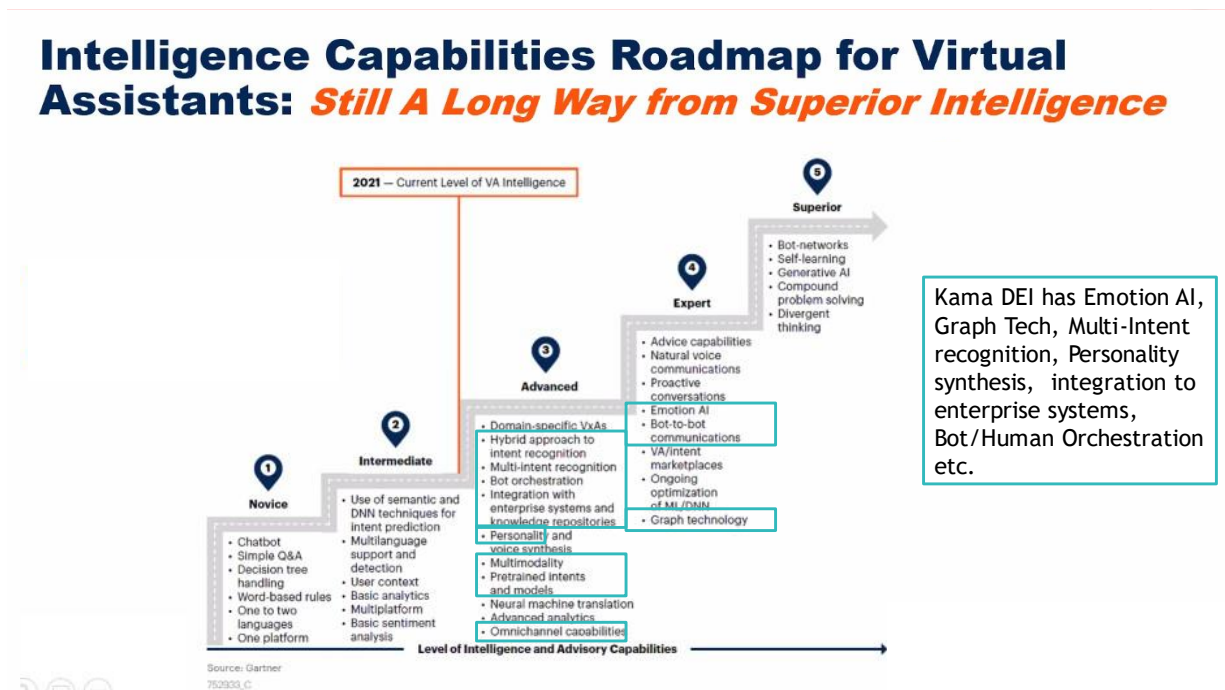 Intelligence Capabilities Roadmap for Virtual
Assistants: Still A Long Way from Superior Intelligence
2021 — Current Level of VA Intelligence
1
Novice
• Chatbot
• Simple Q&A
• Decision tree
handling
• Word-based rules
• One to two
languages
• One platform
2
Intermediate
• Use of semantic and
DNN techniques for
intent prediction
• Multilanguage
support and
detection
• User context
• Basic analytics
• Multiplatform
• Basic sentiment
analysis
3
Advanced
• Domain-specific VxAs
• Hybrid approach to
intent recognition
• Multi-intent recognition
• Bot orchestration
• Integration with
enterprise systems and
knowledge repositories
• Personality and
voice synthesis
• Multimodality
• Pretrained intents
and models
• Neural machine translation
• Advanced analytics
• Omnichannel capabilities
4
Expert
• Advice capabilities
• Natural voice
communications
• Proactive
conversations
• Emotion AI
• Bot-to-bot
communications
• VA/intent
marketplaces
• Ongoing
optimization
of ML/DNN
• Graph technology
5
Superior
• Bot-networks
• Self-learning
• Generative AI
• Compound
problem solving
• Divergent
thinking
Kama DEI has Emotion AI,
Graph Tech, Multi-Intent
recognition, Personality
synthesis, integration to
enterprise systems,
Bot/Human Orchestration
etc.
Level of Intelligence and Advisory Capabilities
Source: Gartner
752933_C